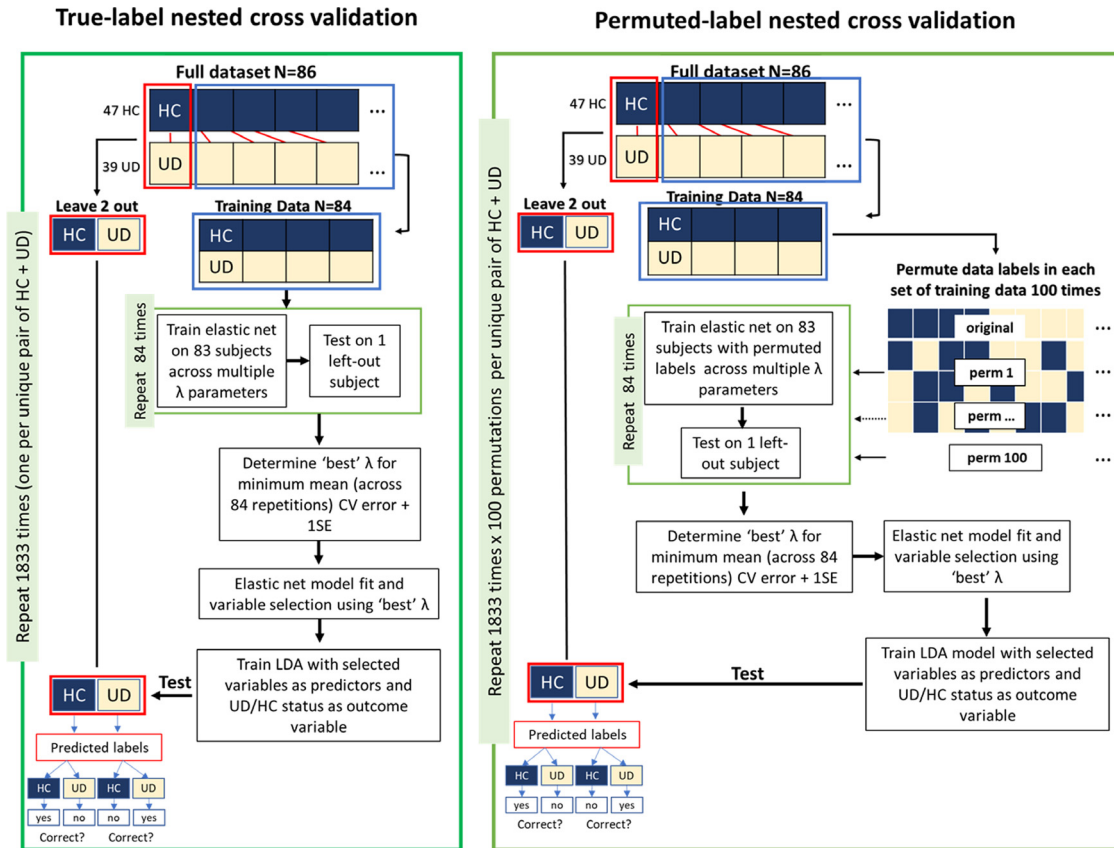 True-label nested cross validation
Full dataset N=86
47 HC
HC
...
39 UD
UD
...
Leave 2 out
HC
UD
Training Data N=84
HC
UD
Repeat 1833 times (one per unique pair of HC + UD)
Repeat 84 times
Train elastic net
on 83 subjects
across multiple
λ parameters
Test on 1
left-out
subject
Determine ‘best’ λ for
minimum mean (across
84 repetitions) CV error +
1SE
Elastic net model fit and
variable selection using ‘best’ λ
Train LDA with selected
variables as predictors and
UD/HC status as outcome
variable
Test
HC
UD
Predicted labels
HC
UD
HC
UD
yes
no
no
yes
Correct?
Correct?
Permuted-label nested cross validation
Full dataset N=86
47 HC
HC
...
39 UD
UD
...
Leave 2 out
HC
UD
Training Data N=84
HC
UD
Repeat 1833 times x 100 permutations per unique pair of HC + UD
Permute data labels in each
set of training data 100 times
original
...
perm 1
...
perm ...
...
perm 100
...
Repeat 84 times
Train elastic net on 83
subjects with permuted
labels across multiple λ
parameters
Test on 1 left-
out subject
Determine ‘best’ λ for
minimum mean (across 84
repetitions) CV error + 1SE
Elastic net model fit and
variable selection using
‘best’ λ
Train LDA model with selected
variables as predictors and
UD/HC status as outcome
variable
Test
HC
UD
Predicted labels
HC
UD
HC
UD
yes
no
no
yes
Correct?
Correct?